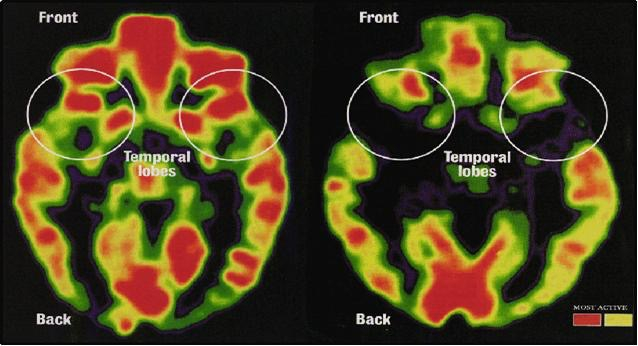 Front
Temporal
lobes
Back
Front
Temporal
lobes
Back
MOST ACTIVE